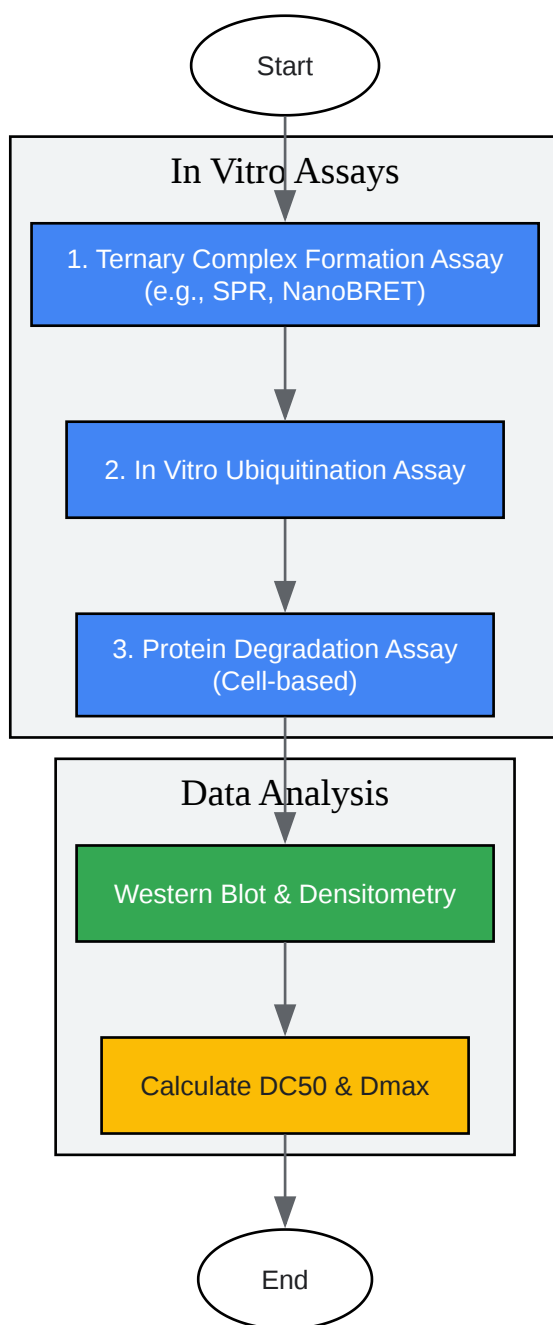 Start
In Vitro Assays
1. Ternary Complex Formation Assay
(e.g., SPR, NanoBRET)
2. In Vitro Ubiquitination Assay
3. Protein Degradation Assay
(Cell-based)
Data Analysis
Western Blot & Densitometry
Calculate DC50 & Dmax
End